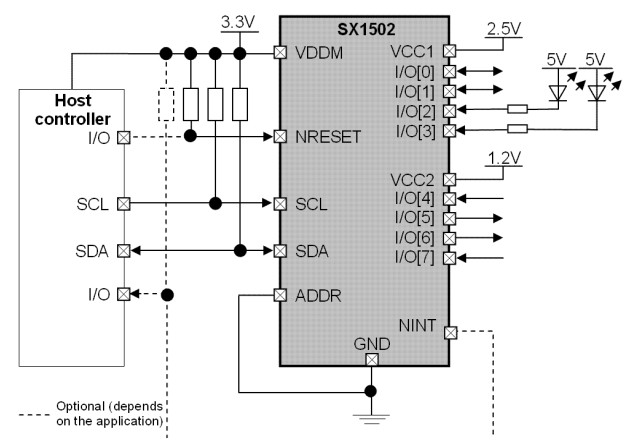 3.3V
SX1502
2.5V
VDDM
VCC1
5V
5V
I/O[0]
I/O[1]
I/O[2]
I/O[3]
Host
controller
I/O
NRESET
1.2V
VCC2
SCL
SCL
I/O[4]
I/O[5]
I/O[6]
I/O[7]
SDA
SDA
I/O
ADDR
NINT
GND
Optional (depends
on the application)